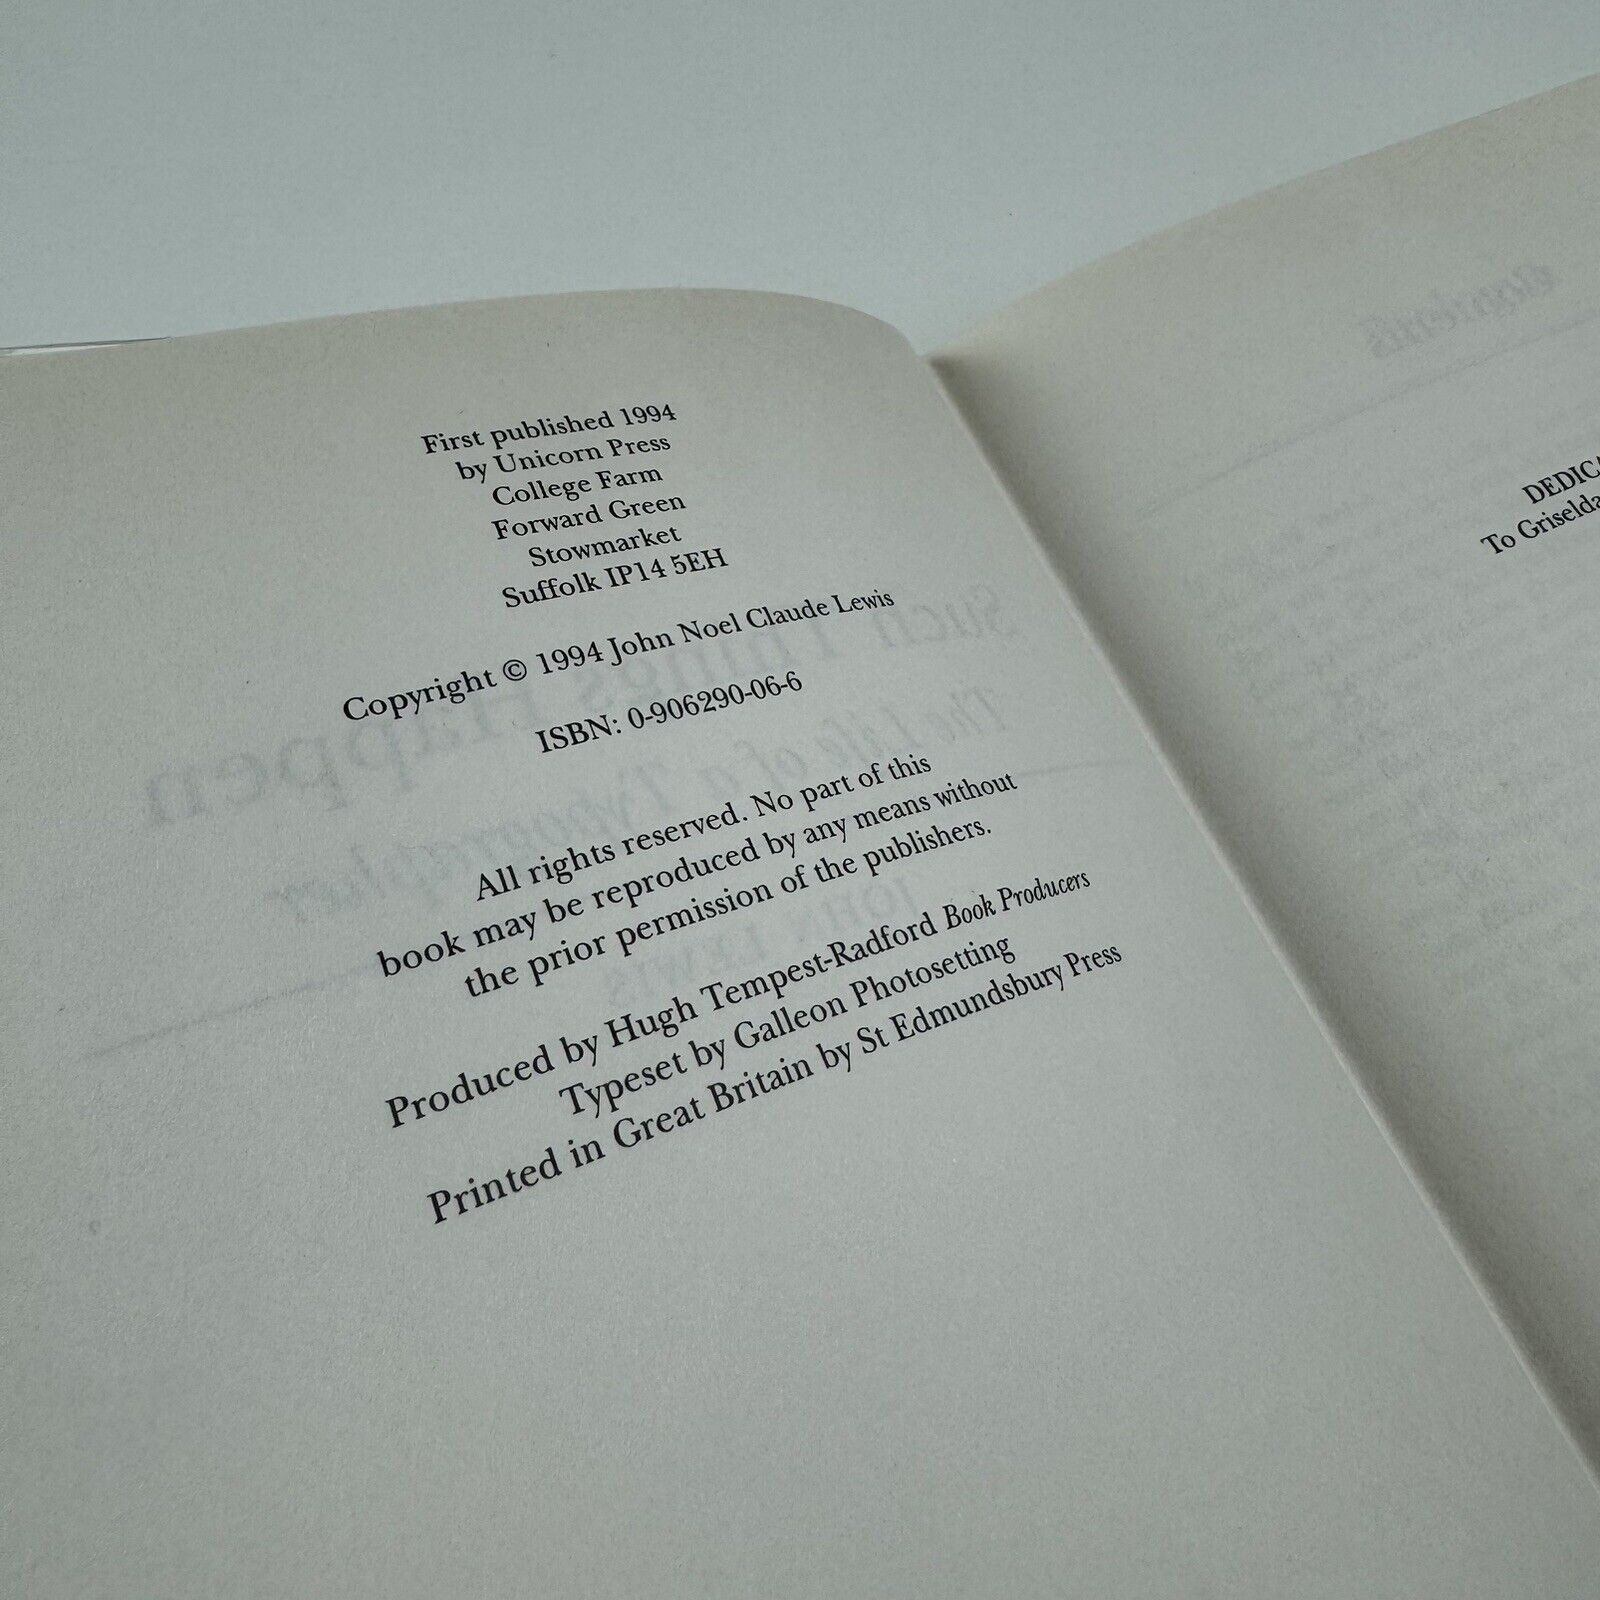 First published 1994
by Unicorn Press
College Farm
Forward Green
Stowmarket
Suffolk IP14 5EH
Copyright © 1994 John Noel Claude Lewis
ISBN: 0-906290-06-6
All rights reserved. No part of this
book may be reproduced by any means without
the prior permission of the publishers.
Produced by Hugh Tempest-Radford Book Producers
Typeset by Galleon Photosetting
Printed in Great Britain by St Edmundsbury Press
DEDICA
To Griselda